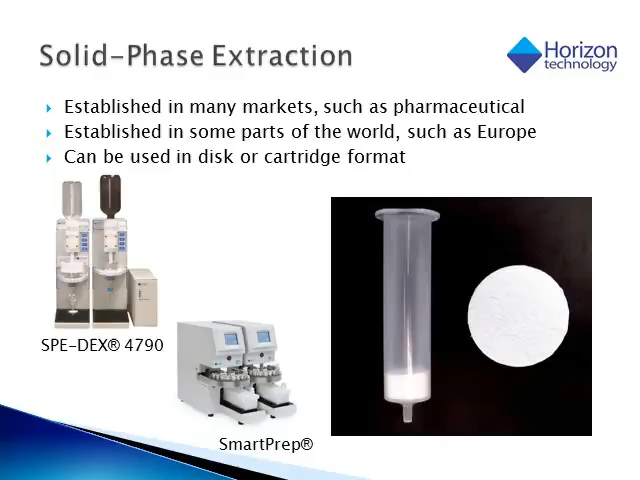 Solid-Phase Extraction
Horizon
technology
Established in many markets, such as pharmaceutical
Established in some parts of the world, such as Europe
Can be used in disk or cartridge format
SPE-DEX® 4790
SmartPrep®